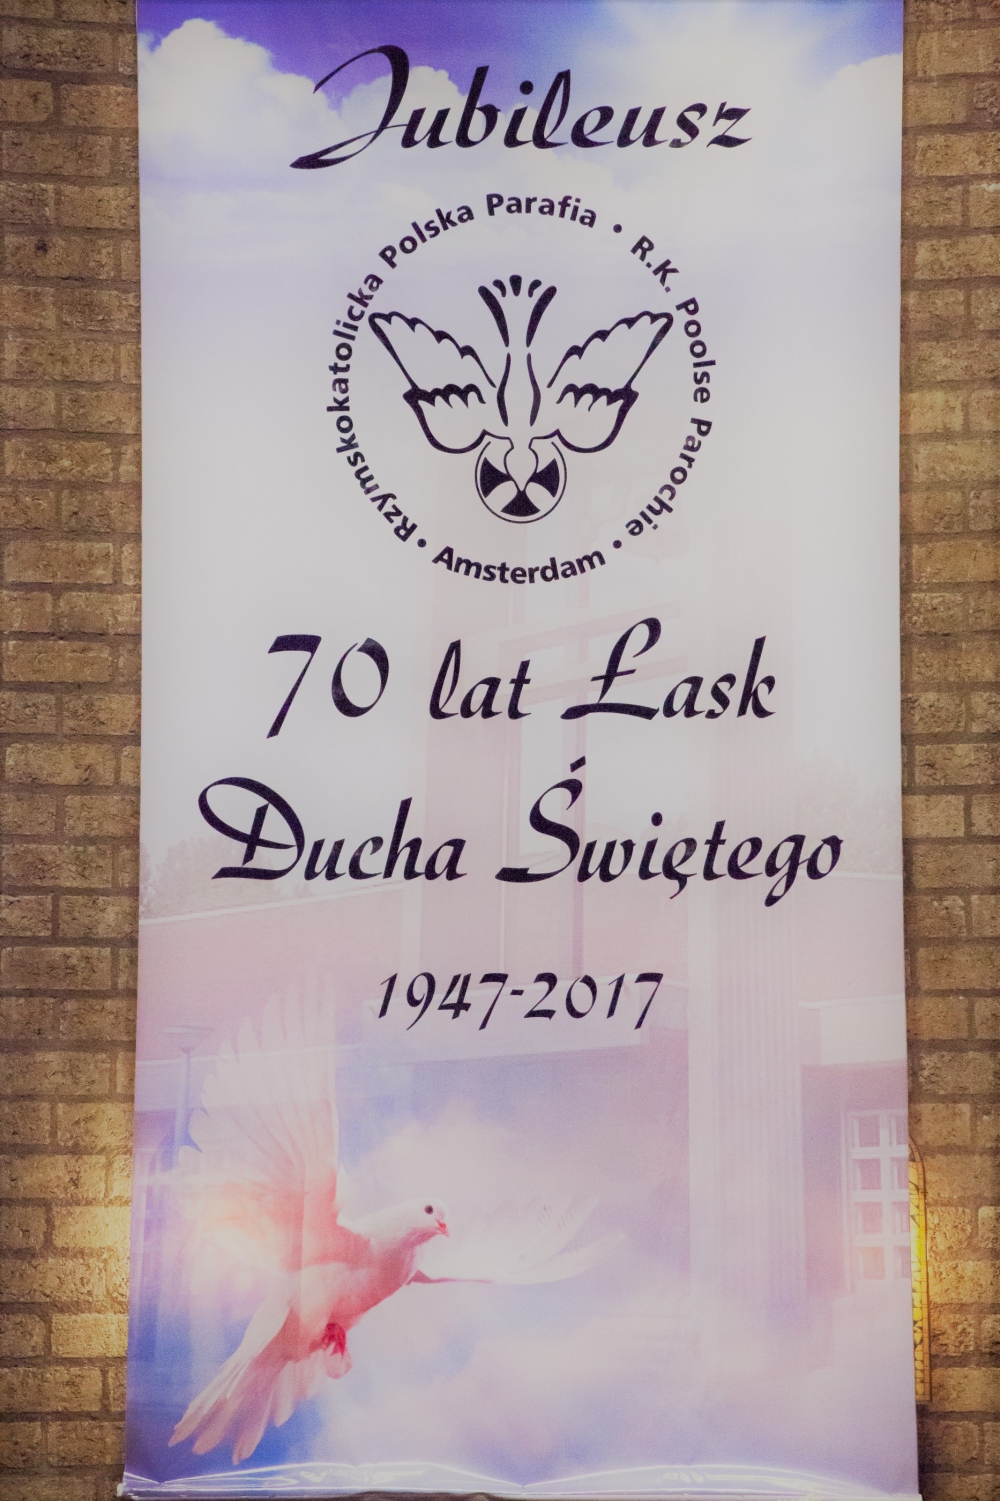 Jubileusz
Rzymskokatolicka Polska Parafia • R.K. Poolse Parochie • Amsterdam •
70 lat Łask
Ducha Świętego
1947-2017